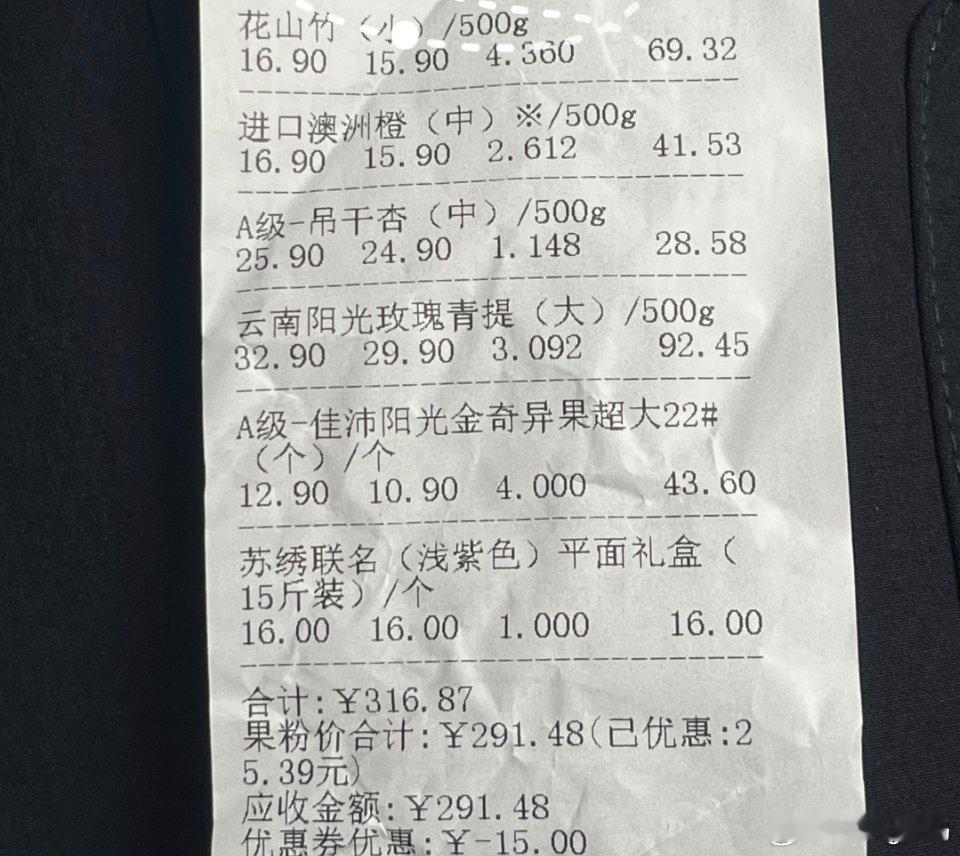 花山竹（小）/500g
16.90 15.90 4.360 69.32
进口澳洲橙（中）※/500g
16.90 15.90 2.612 41.53
A级-吊干杏（中）/500g
25.90 24.90 1.148 28.58
云南阳光玫瑰青提（大）/500g
32.90 29.90 3.092 92.45
A级-佳沛阳光金奇异果超大22#
（个）/个
12.90 10.90 4.000 43.60
苏绣联名（浅紫色）平面礼盒（
15斤装）/个
16.00 16.00 1.000 16.00
合计:￥316.87
果粉价合计:￥291.48(已优惠:2
5.39元)
应收金额:￥291.48
优惠券优惠:￥-15.00